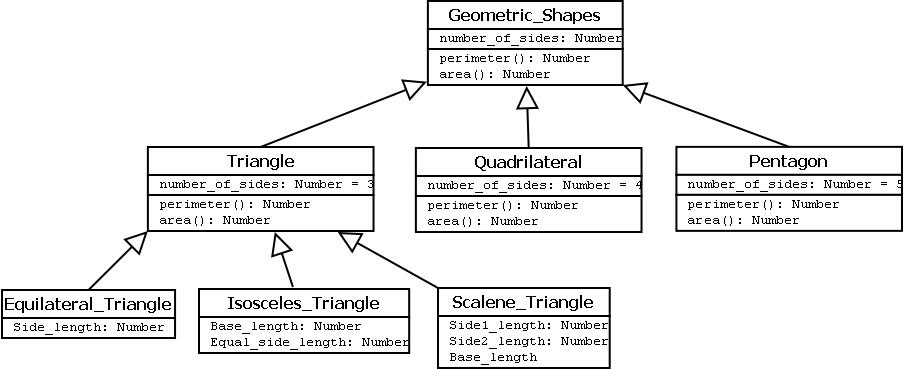 Geometric_Shapes
number_of_sides: Number
perimeter(): Number
area(): Number
Triangle
number_of_sides: Number = 3
perimeter(): Number
area(): Number
Quadrilateral
number_of_sides: Number = 4
perimeter(): Number
area(): Number
Pentagon
number_of_sides: Number = 5
perimeter(): Number
area(): Number
Equilateral_Triangle
Side_length: Number
Isosceles_Triangle
Base_length: Number
Equal_side_length: Number
Scalene_Triangle
Side1_length: Number
Side2_length: Number
Base_length